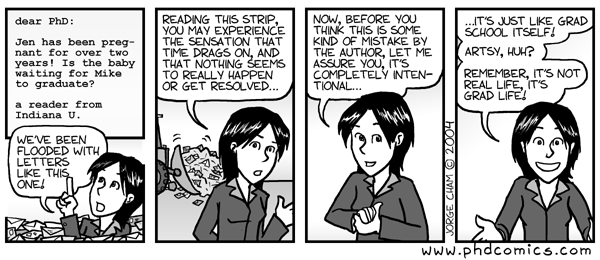 dear PhD:
Jen has been preg-
nant for over two
years! Is the baby
waiting for Mike
to graduate?
a reader from
Indiana U.
WE'VE BEEN
FLOODED WITH
LETTERS
LIKE THIS
ONE!
READING THIS STRIP,
YOU MAY EXPERIENCE
THE SENSATION THAT
TIME DRAGS ON, AND
THAT NOTHING SEEMS
TO REALLY HAPPEN
OR GET RESOLVED...
NOW, BEFORE YOU
THINK THIS IS SOME
KIND OF MISTAKE BY
THE AUTHOR, LET ME
ASSURE YOU, IT'S
COMPLETELY INTEN-
TIONAL...
JORGE CHAM © 2004
...IT'S JUST LIKE GRAD
SCHOOL ITSELF!
ARTSY, HUH?
REMEMBER, IT'S NOT
REAL LIFE, IT'S
GRAD LIFE!
www.phdcomics.com